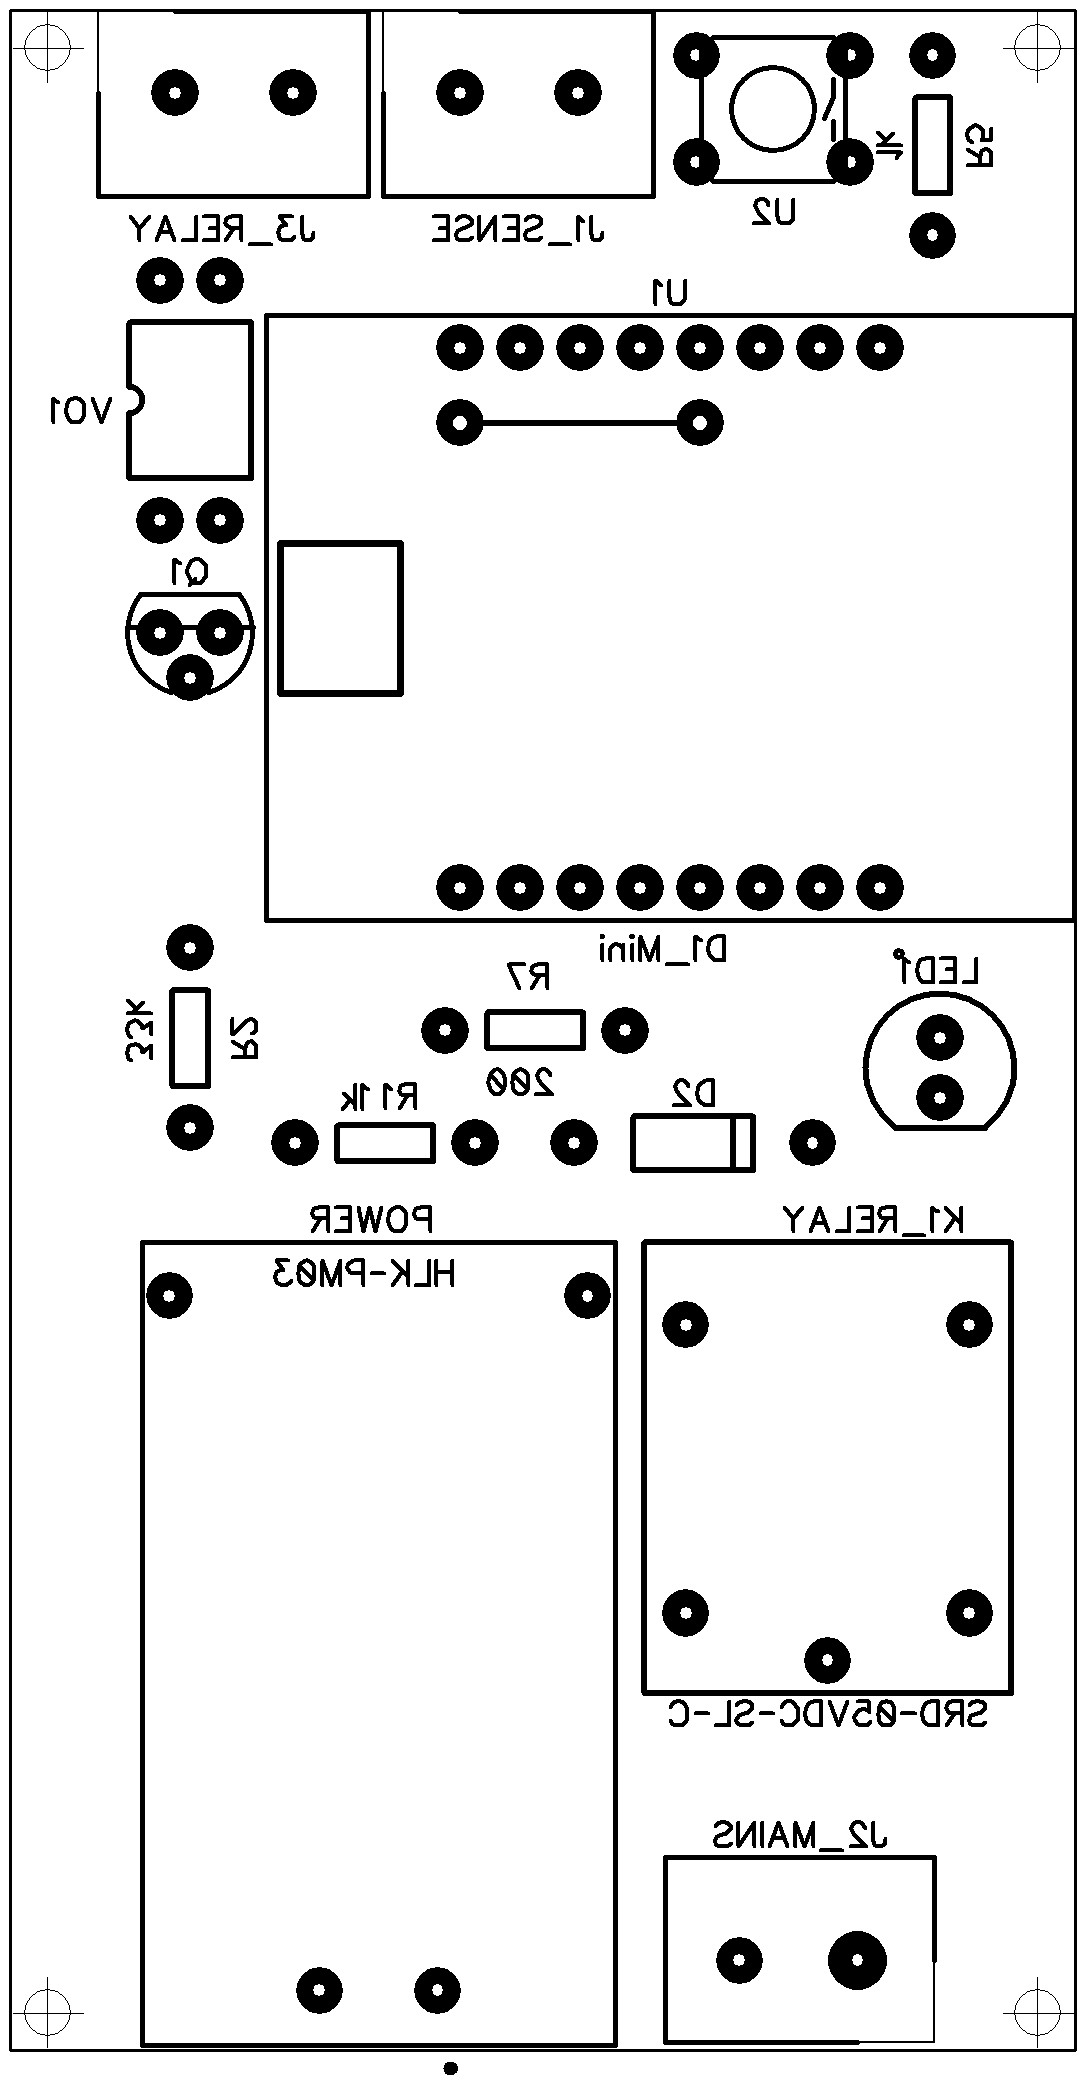 J3_RELAY
J1_SENSE
U2
1k
R5
U1
VO1
Q1
D1_Mini
R7
LED1
33k
R2
200
R1 1k
D2
POWER
K1_RELAY
HLK-PM03
SRD-05VDC-SL-C
J2_MAINS